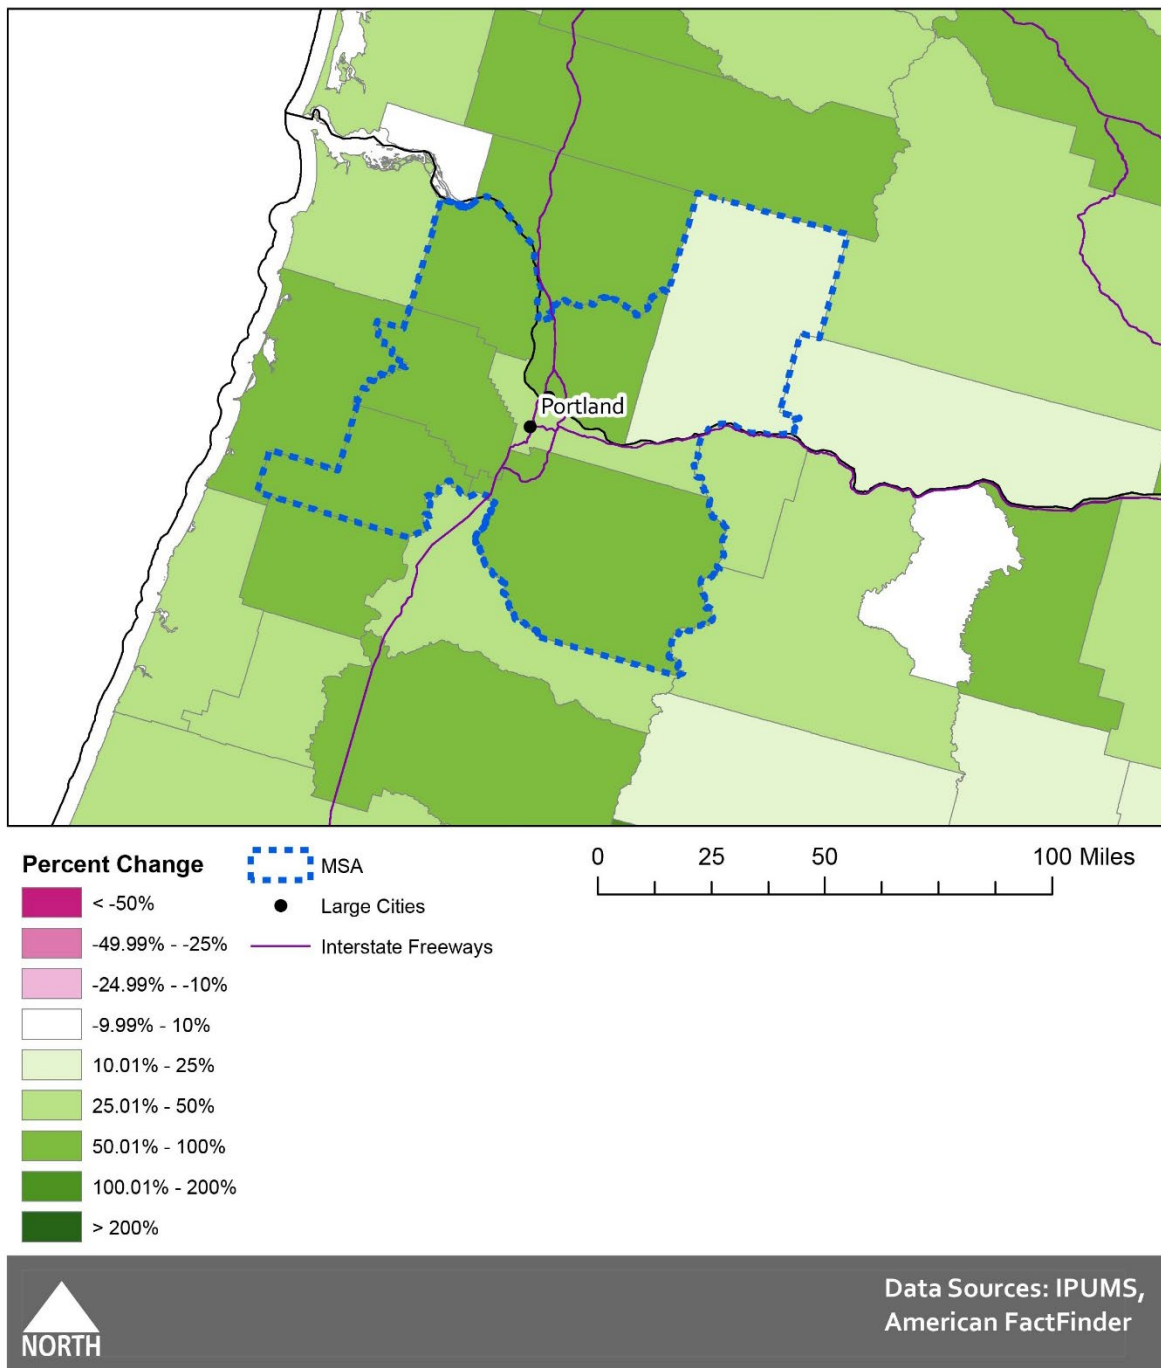 Portland
Percent Change
< -50%
-49.99% - -25%
-24.99% - -10%
-9.99% - 10%
10.01% - 25%
25.01% - 50%
50.01% - 100%
100.01% - 200%
> 200%
MSA
Large Cities
Interstate Freeways
0 25 50 100 Miles
NORTH
Data Sources: IPUMS,
American FactFinder